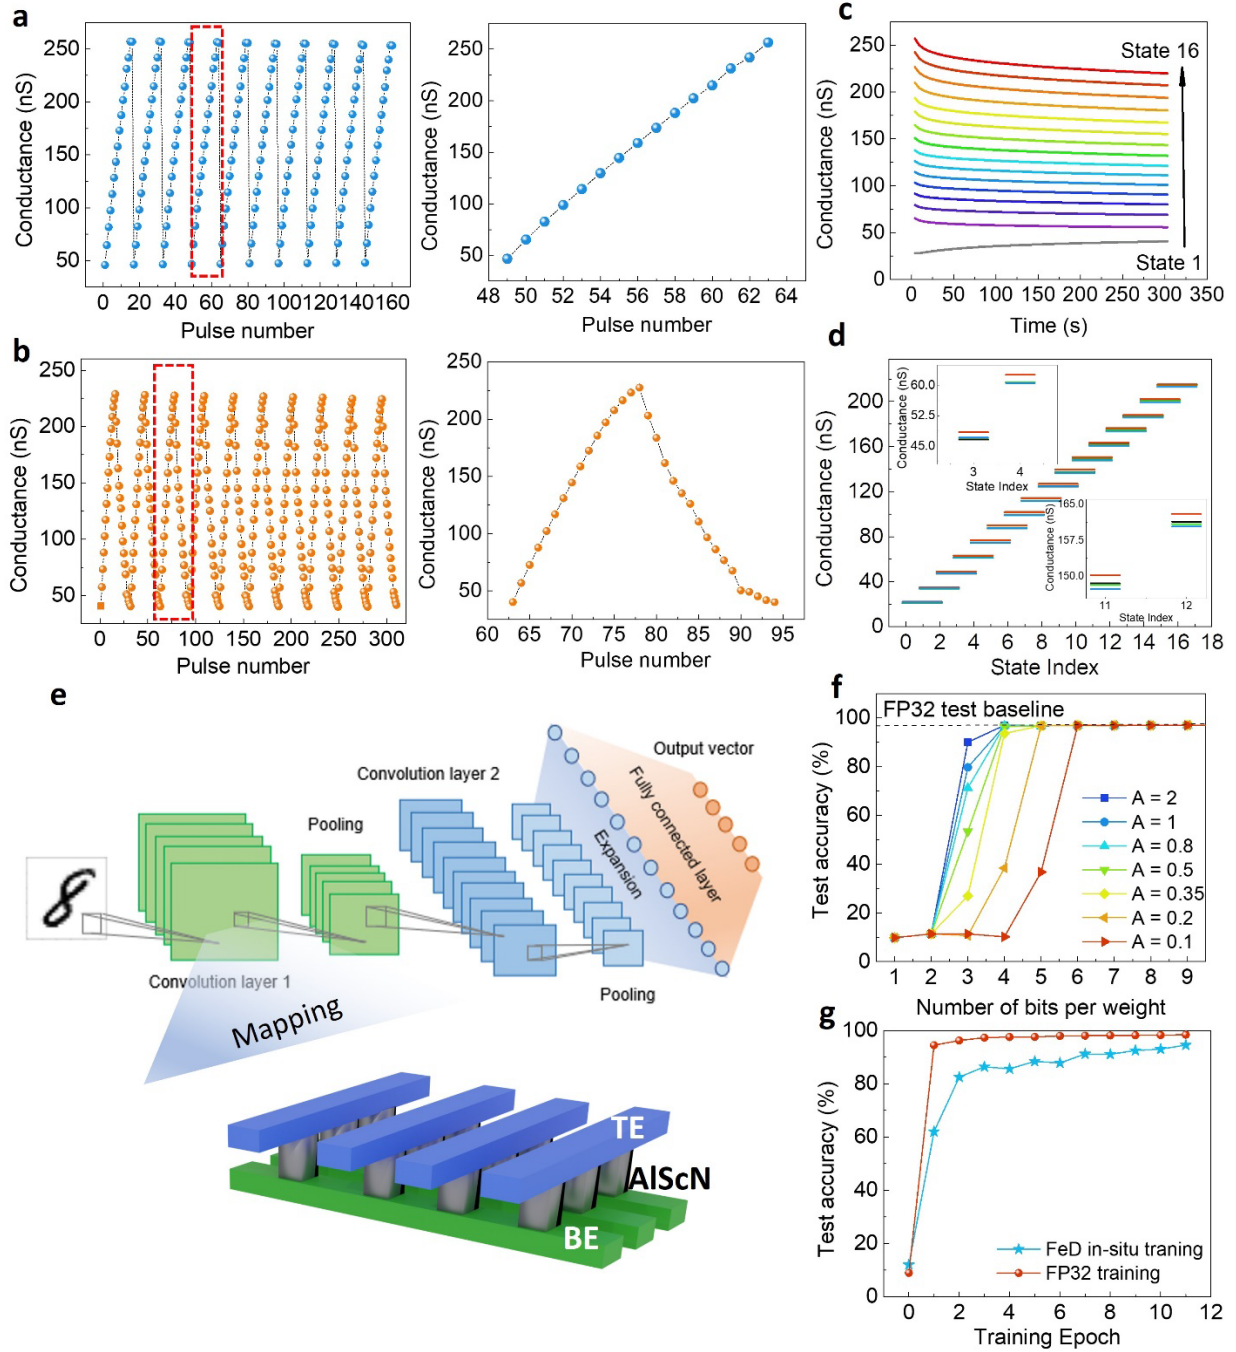 a
250
200
150
100
50
Conductance (nS)
0 20 40 60 80 100 120 140 160
Pulse number
250
200
150
100
50
Conductance (nS)
48 50 52 54 56 58 60 62 64
Pulse number
c
250
200
150
100
50
0
Conductance (nS)
State 16
State 1
0 50 100 150 200 250 300 350
Time (s)
b
250
200
150
100
50
0
Conductance (nS)
0 50 100 150 200 250 300
Pulse number
250
200
150
100
50
0
Conductance (nS)
60 65 70 75 80 85 90 95
Pulse number
d
200
160
120
80
40
0
Conductance (nS)
60.0
52.5
45.0
Conductance (nS)
3 4
State Index
165.0
157.5
150.0
Conductance (nS)
11 12
State Index
0 2 4 6 8 10 12 14 16 18
State Index
e
Convolution layer 1
Pooling
Convolution layer 2
Pooling
Expansion
Fully connected layer
Output vector
Mapping
TE
AlScN
BE
f
FP32 test baseline
100
80
60
40
20
0
Test accuracy (%)
A = 2
A = 1
A = 0.8
A = 0.5
A = 0.35
A = 0.2
A = 0.1
1 2 3 4 5 6 7 8 9
Number of bits per weight
g
100
80
60
40
20
0
Test accuracy (%)
FeD in-situ traning
FP32 training
0 2 4 6 8 10 12
Training Epoch